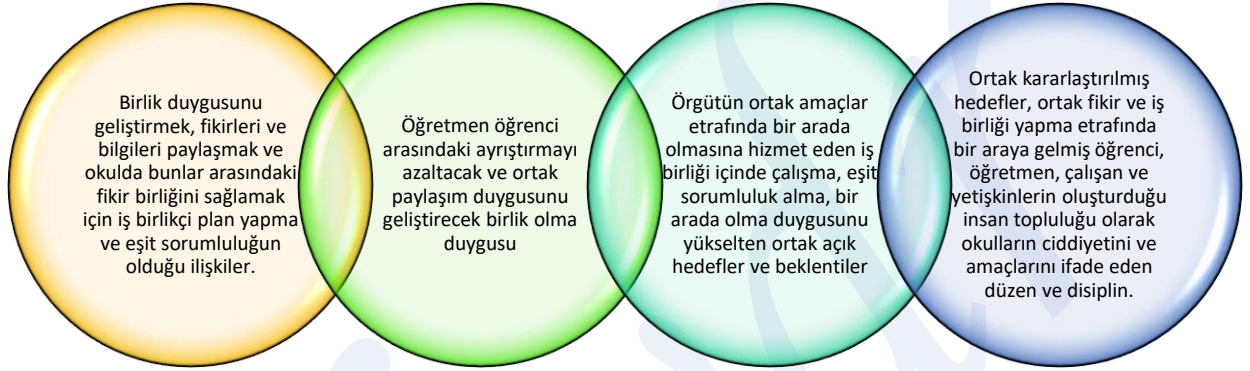 Birlik duygusunu
geliştirmek, fikirleri ve
bilgileri paylaşmak ve
okulda bunlar arasındaki
fikir birliğini sağlamak
için iş birlikçi plan yapma
ve eşit sorumluluğun
olduğu ilişkiler.
Öğretmen öğrenci
arasındaki ayrıştırmayı
azaltacak ve ortak
paylaşım duygusunu
geliştirecek birlik olma
duygusu
Örgütün ortak amaçlar
etrafında bir arada
olmasına hizmet eden iş
birliği içinde çalışma, eşit
sorumluluk alma, bir
arada olma duygusunu
yükselten ortak açık
hedefler ve beklentiler
Ortak kararlaştırılmış
hedefler, ortak fikir ve iş
birliği yapma etrafında
bir araya gelmiş öğrenci,
öğretmen, çalışan ve
yetişkinlerin oluşturduğu
insan topluluğu olarak
okulların ciddiyetini ve
amaçlarını ifade eden
düzen ve disiplin.